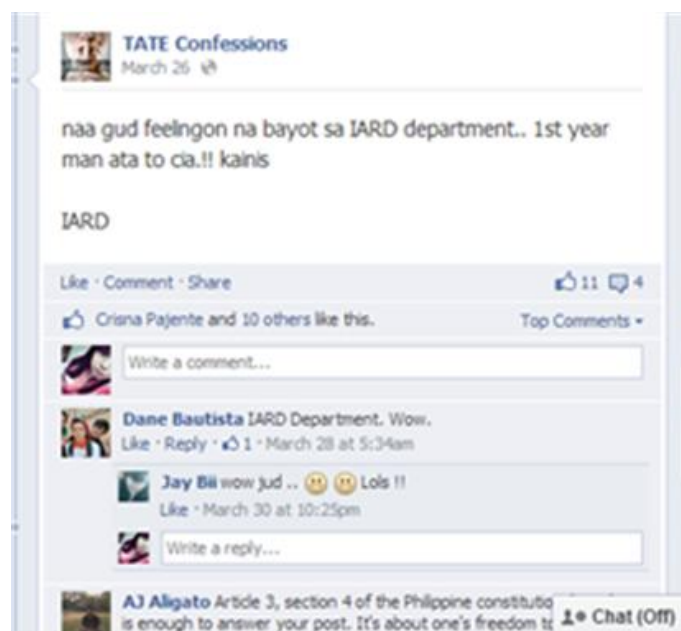 TATE Confessions
March 26
naa gud feelngon na bayot sa IARD department.. 1st year
man ata to cia.!! kainis
IARD
Like · Comment · Share
11 4
Crisna Pajente and 10 others like this.
Top Comments
Write a comment...
Dane Bautista IARD Department. Wow.
Like · Reply · 1 · March 28 at 5:34am
Jay Bii wow jud .. Lols !!
Like · March 30 at 10:25pm
Write a reply...
AJ Aligato Article 3, section 4 of the Philippine
is enough to answer your post. It's about one's freedom
Chat (Off)